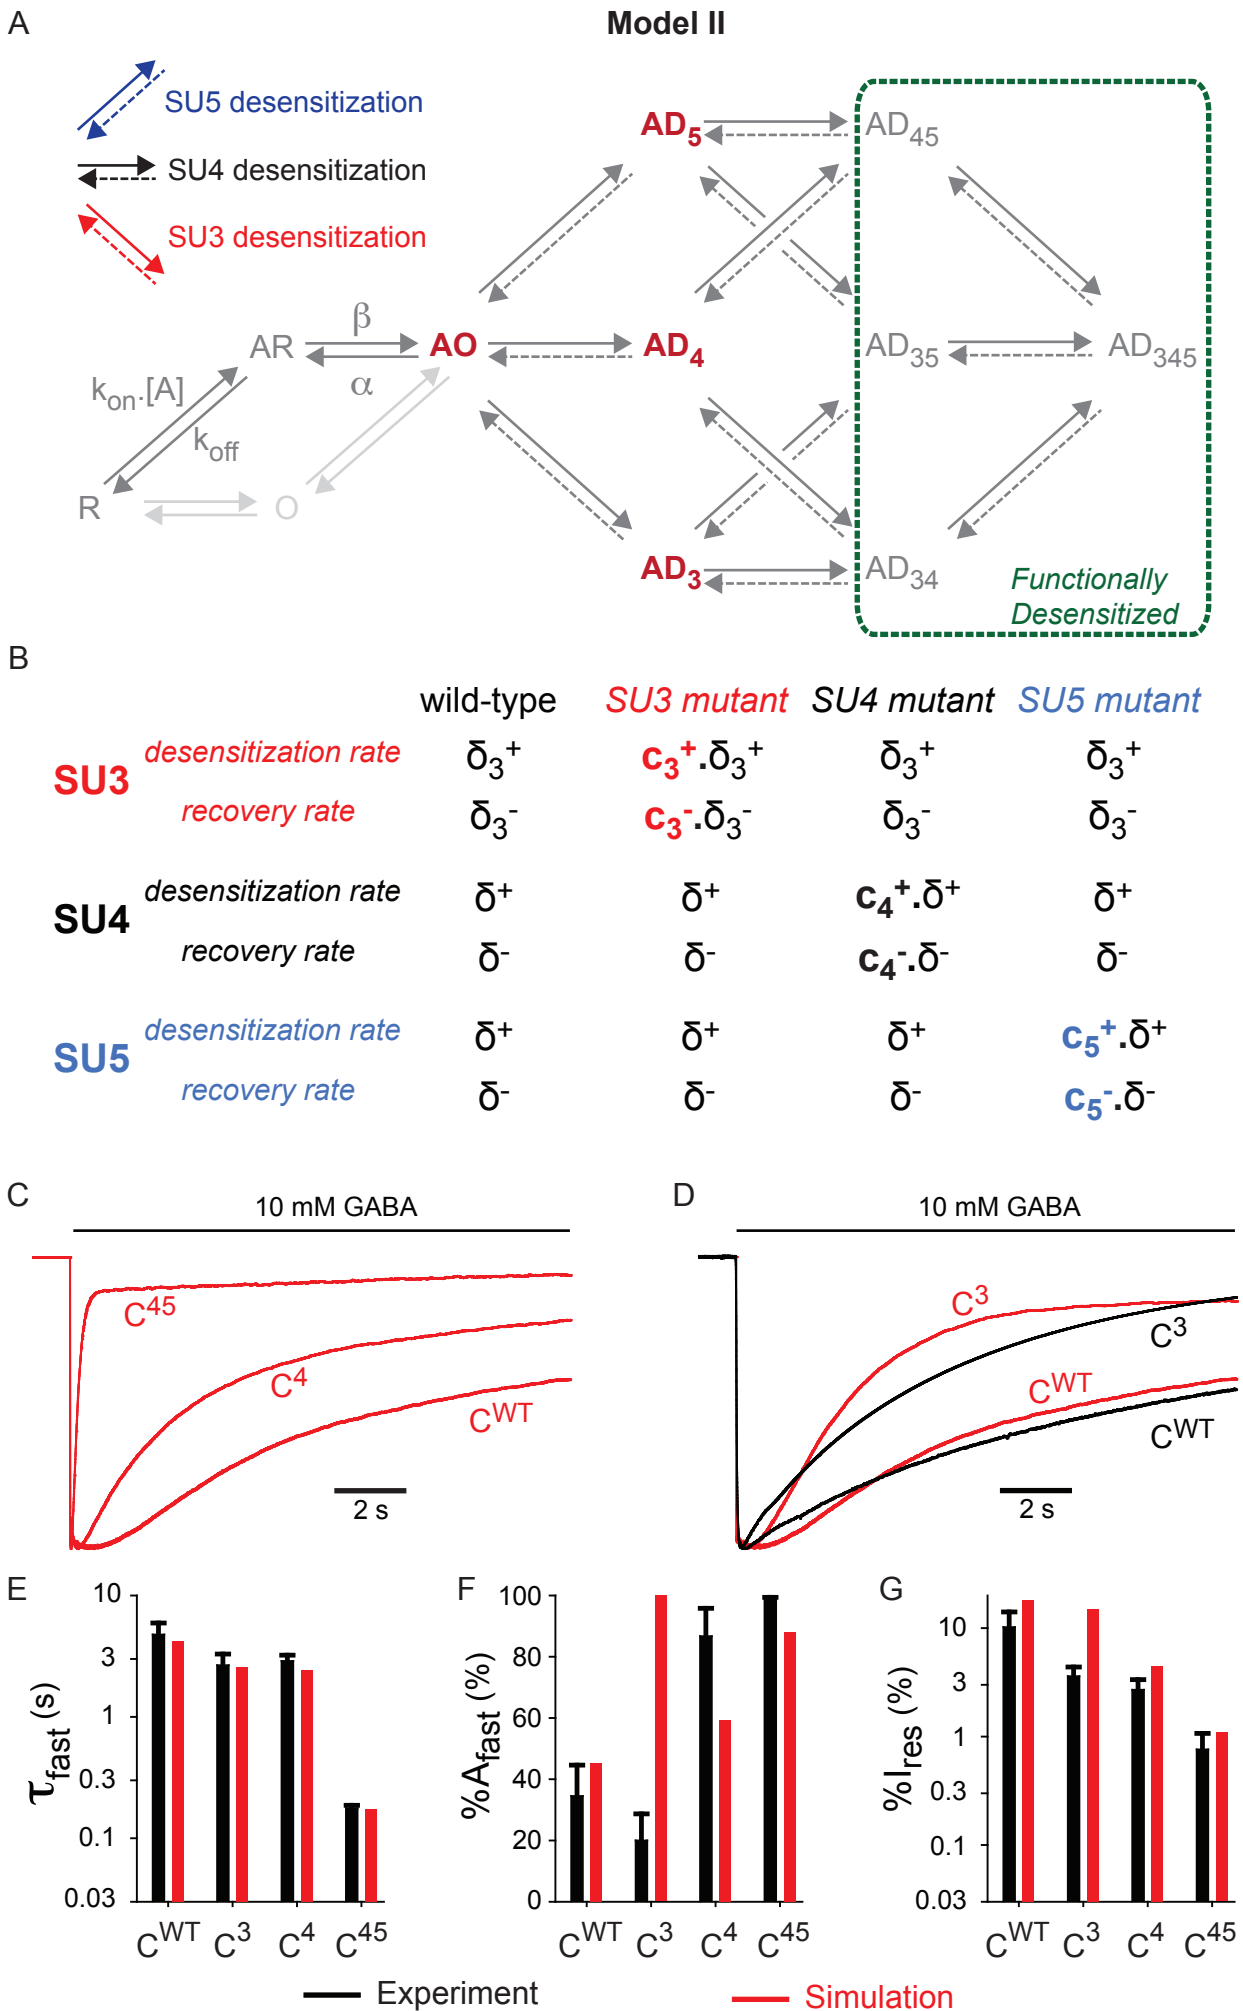 A
Model II
SU5 desensitization
SU4 desensitization
SU3 desensitization
AD5 AD45
AR β AO AD4 AD35 AD345
α
kon.[A]
koff
R O
AD3 AD34
Functionally
Desensitized
B
wild-type SU3 mutant SU4 mutant SU5 mutant
SU3
desensitization rate δ3+ c3+.δ3+ δ3+ δ3+
recovery rate δ3- c3-.δ3- δ3- δ3-
SU4
desensitization rate δ+ δ+ c4+.δ+ δ+
recovery rate δ- δ- c4-.δ- δ-
SU5
desensitization rate δ+ δ+ δ+ c5+.δ+
recovery rate δ- δ- δ- c5-.δ-
C
10 mM GABA
C45
C4
CWT
2 s
D
10 mM GABA
C3
C3
CWT
CWT
2 s
E
τfast (s)
10
3
1
0.3
0.1
0.03
CWT C3 C4 C45
F
%Afast (%)
100
80
60
40
20
0
CWT C3 C4 C45
G
%Ires (%)
10
3
1
0.3
0.1
0.03
CWT C3 C4 C45
Experiment Simulation